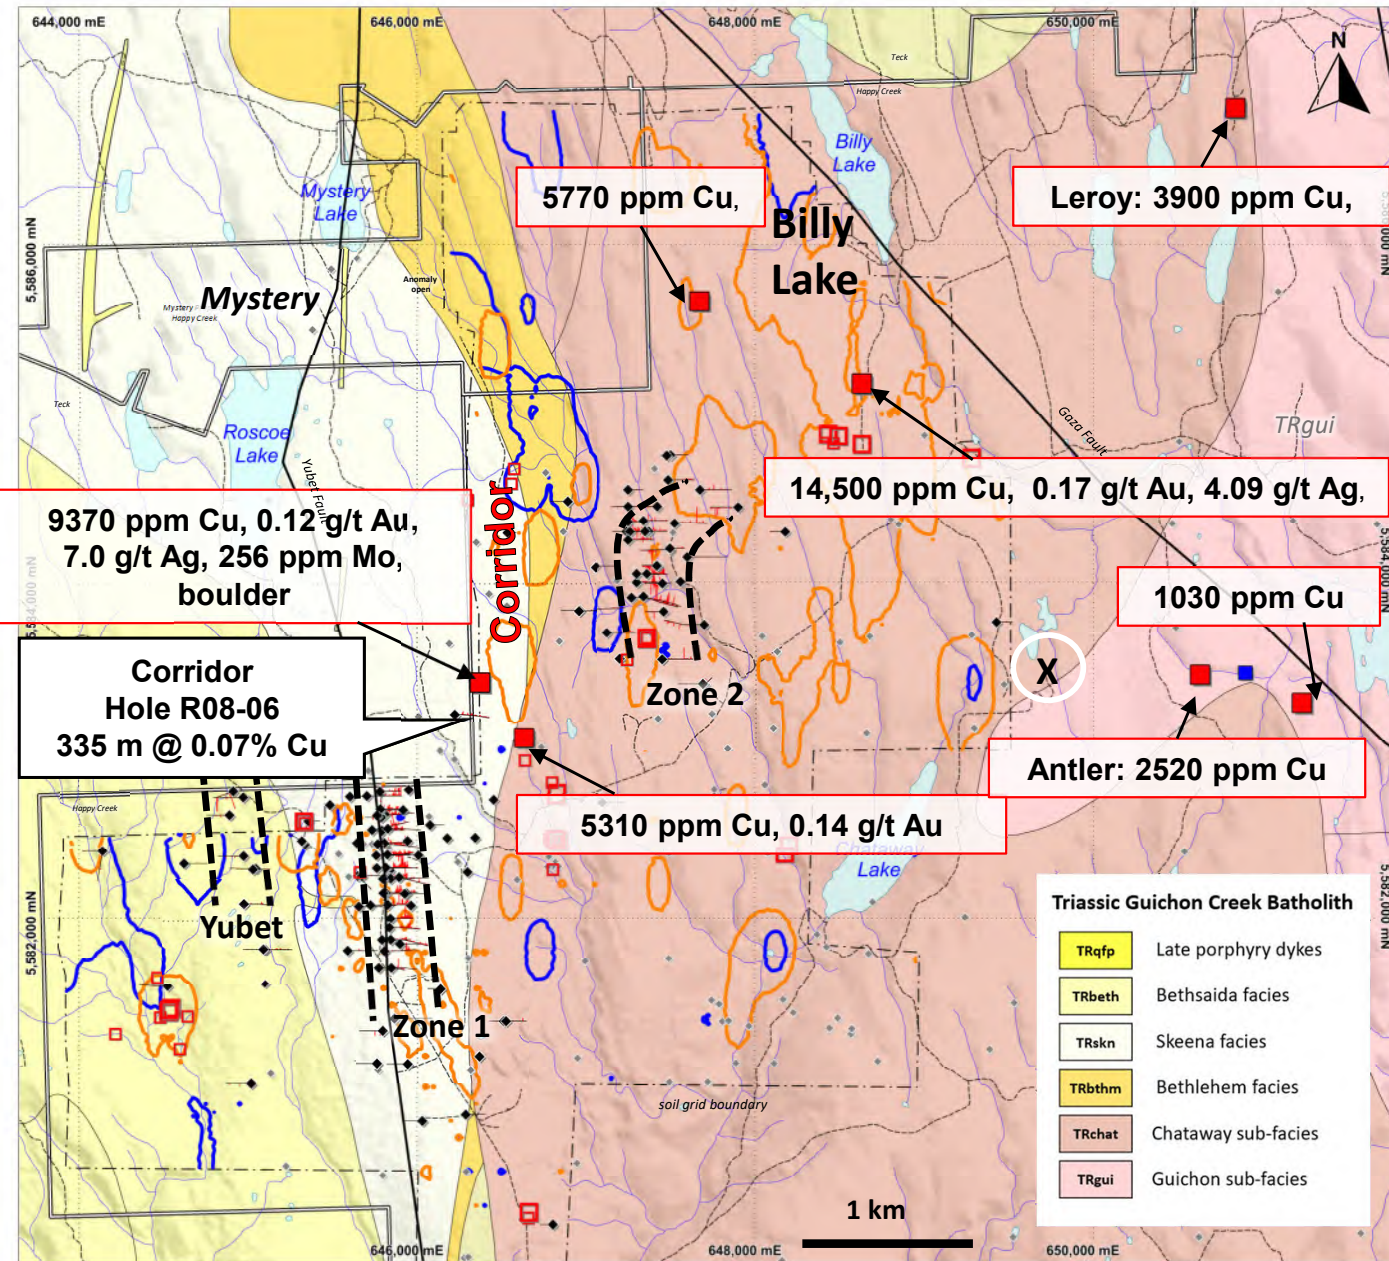 644,000 mE
646,000 mE
648,000 mE
650,000 mE
N
Teck
Happy Creek
Billy
Lake
Mystery
Lake
5770 ppm Cu,
Leroy: 3900 ppm Cu,
Billy
Lake
5,586,000 mN
Anomaly
open
Mystery
Mystery
Happy Creek
Teck
Roscoe
Lake
Yubet Fault
Gaza Fault
TRgui
Corridor
14,500 ppm Cu, 0.17 g/t Au, 4.09 g/t Ag,
9370 ppm Cu, 0.12 g/t Au,
7.0 g/t Ag, 256 ppm Mo,
boulder
1030 ppm Cu
X
Corridor
Hole R08-06
335 m @ 0.07% Cu
Zone 2
Antler: 2520 ppm Cu
Happy Creek
5310 ppm Cu, 0.14 g/t Au
Chataway
Lake
5,582,000 mN
5,582,000 mN
Yubet
Zone 1
soil grid boundary
Triassic Guichon Creek Batholith
TRqfp Late porphyry dykes
TRbeth Bethsaida facies
TRskn Skeena facies
TRbthm Bethlehem facies
TRchat Chataway sub-facies
TRgui Guichon sub-facies
1 km
646,000 mE
648,000 mE
650,000 mE